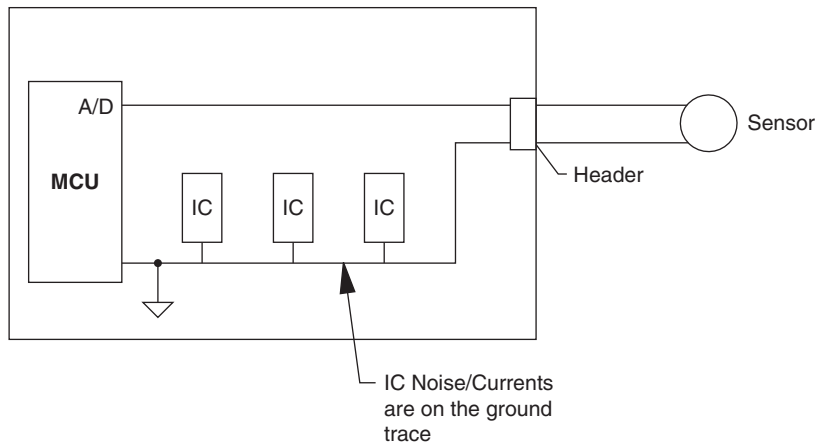 A/D
MCU
IC
IC
IC
Sensor
Header
IC Noise/Currents
are on the ground
trace